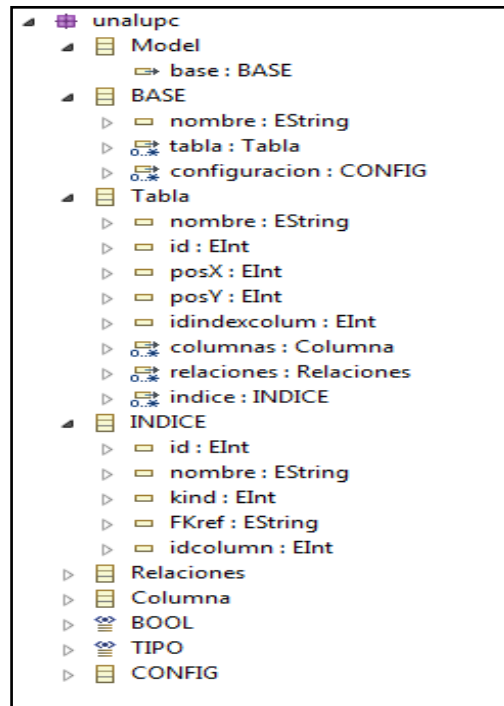 unalupc
Model
base : BASE
BASE
nombre : EString
tabla : Tabla
configuracion : CONFIG
Tabla
nombre : EString
id : EInt
posX : EInt
posY : EInt
idindexcolum : EInt
columnas : Columna
relaciones : Relaciones
indice : INDICE
INDICE
id : EInt
nombre : EString
kind : EInt
FKref : EString
idcolumn : EInt
Relaciones
Columna
BOOL
TIPO
CONFIG